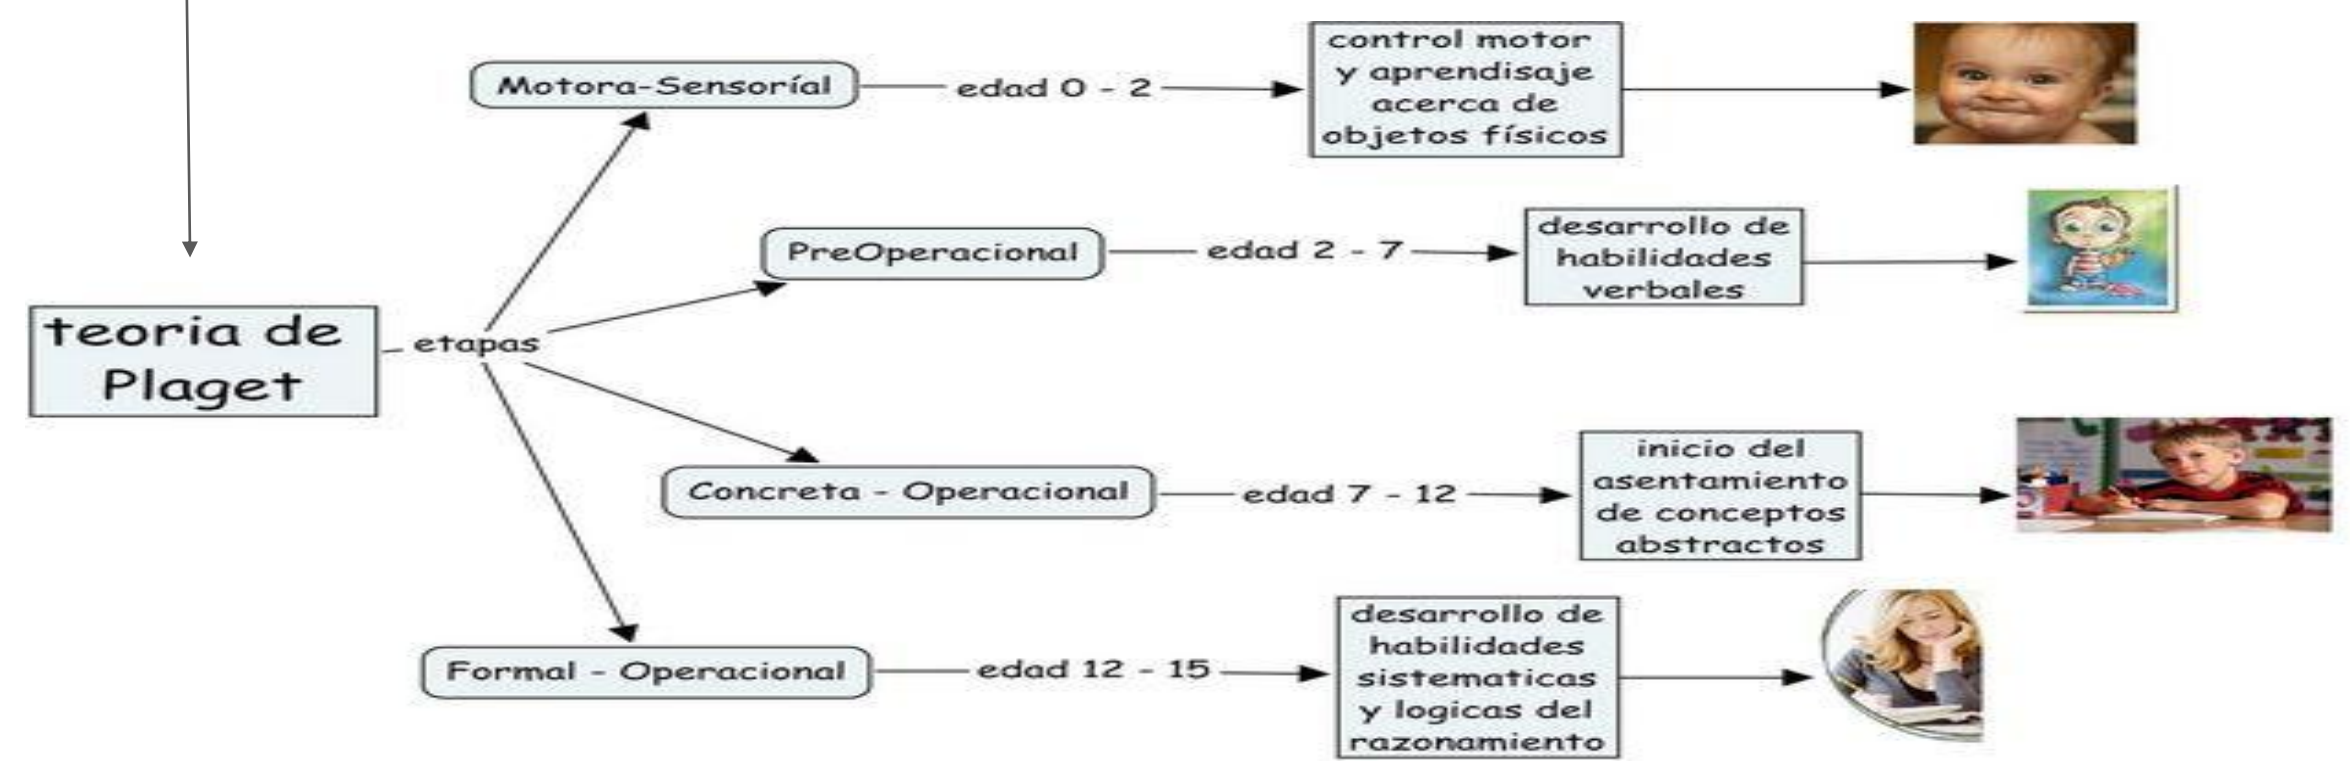 Motora-Sensoríal
edad 0 - 2
control motor
y aprendisaje
acerca de
objetos físicos
PreOperacional
edad 2 - 7
desarrollo de
habilidades
verbales
teoria de
Plaget
etapas
Concreta - Operacional
edad 7 - 12
inicio del
asentamiento
de conceptos
abstractos
Formal - Operacional
edad 12 - 15
desarrollo de
habilidades
sistematicas
y logicas del
razonamiento